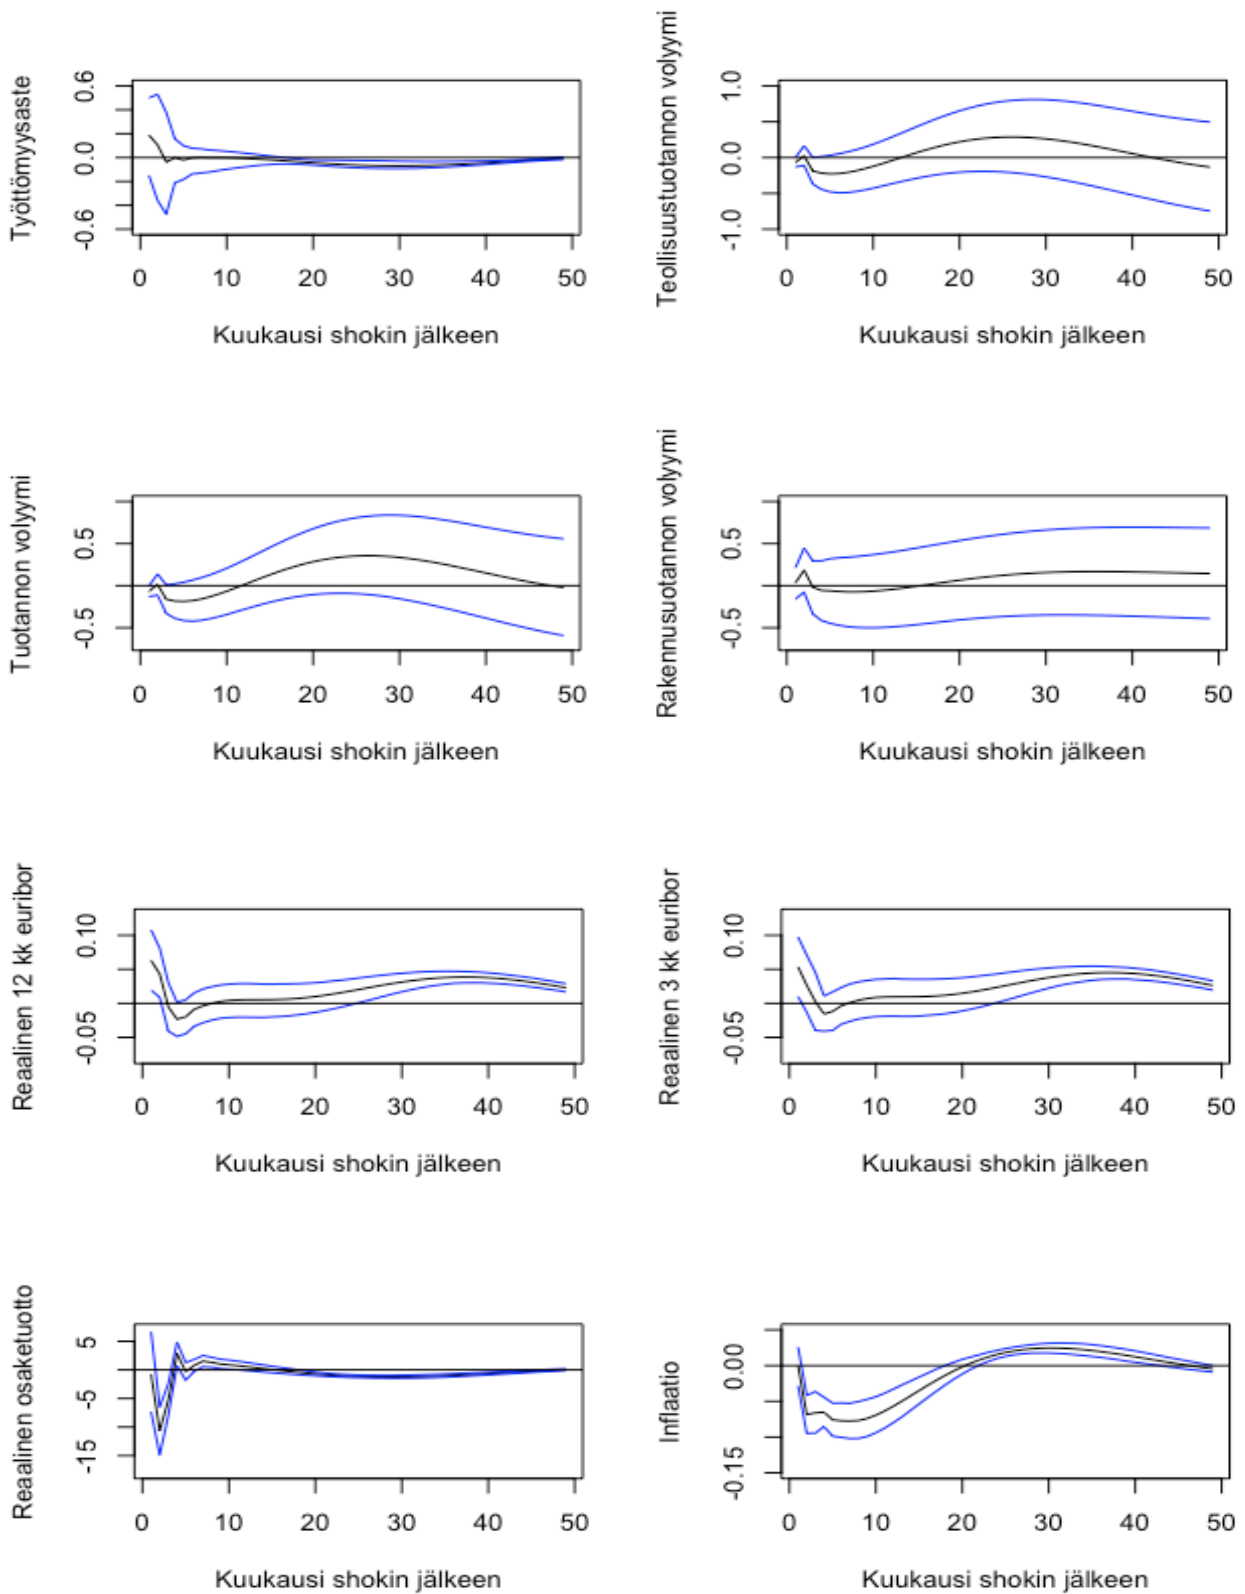 Työttömyysaste
0.6
0.0
-0.6
0 10 20 30 40 50
Kuukausi shokin jälkeen
Teollisuustuotannon volyymi
1.0
0.0
-1.0
0 10 20 30 40 50
Kuukausi shokin jälkeen
Tuotannon volyymi
0.5
-0.5
0 10 20 30 40 50
Kuukausi shokin jälkeen
Rakennusuotannon volyymi
0.5
-0.5
0 10 20 30 40 50
Kuukausi shokin jälkeen
Reaalinen 12 kk euribor
0.10
-0.05
0 10 20 30 40 50
Kuukausi shokin jälkeen
Reaalinen 3 kk euribor
0.10
-0.05
0 10 20 30 40 50
Kuukausi shokin jälkeen
Reaalinen osaketuotto
5
-5
-15
0 10 20 30 40 50
Kuukausi shokin jälkeen
Inflaatio
0.00
-0.15
0 10 20 30 40 50
Kuukausi shokin jälkeen